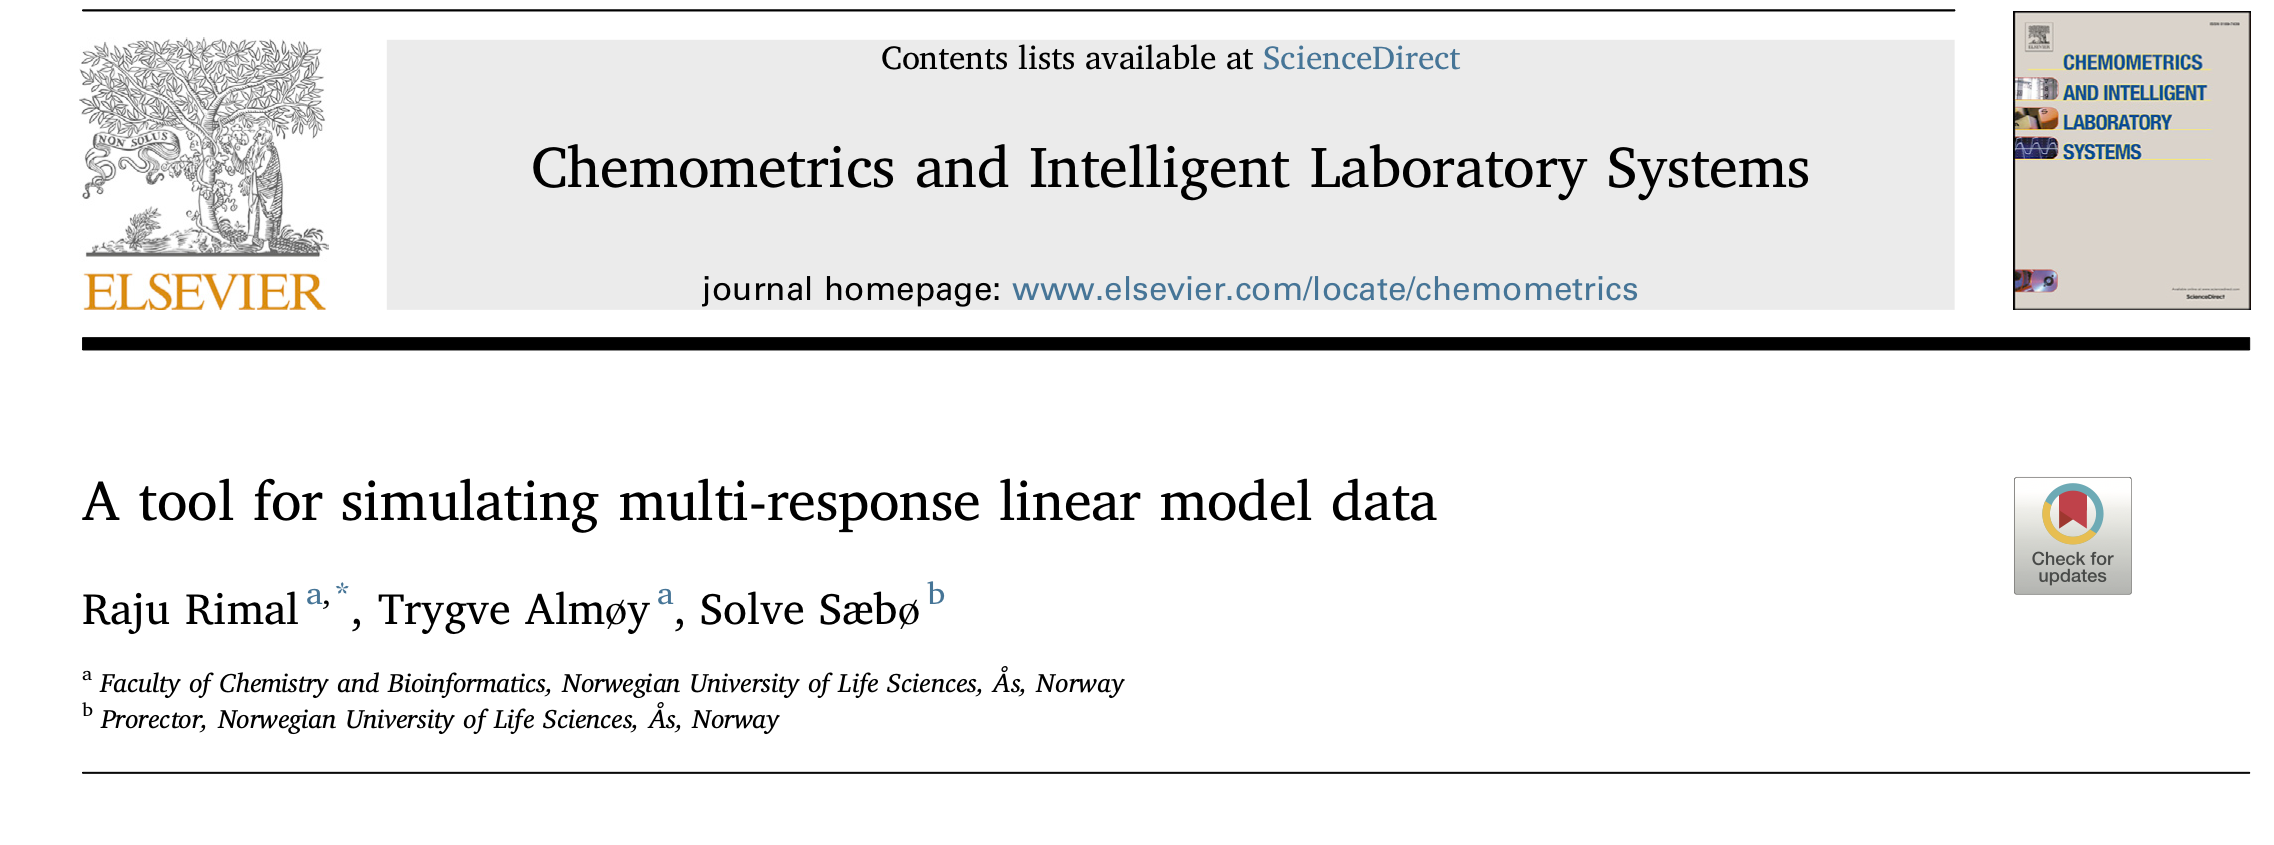 Contents lists available at ScienceDirect
Chemometrics and Intelligent Laboratory Systems
journal homepage: www.elsevier.com/locate/chemometrics
NON SOLUS
ELSEVIER
ELSEVIER
CHEMOMETRICS
AND INTELLIGENT
LABORATORY
SYSTEMS
ScienceDirect
A tool for simulating multi-response linear model data
Check for
updates
Raju Rimal a,*, Trygve Almøy a, Solve Sæbø b
a Faculty of Chemistry and Bioinformatics, Norwegian University of Life Sciences, Ås, Norway
b Prorector, Norwegian University of Life Sciences, Ås, Norway